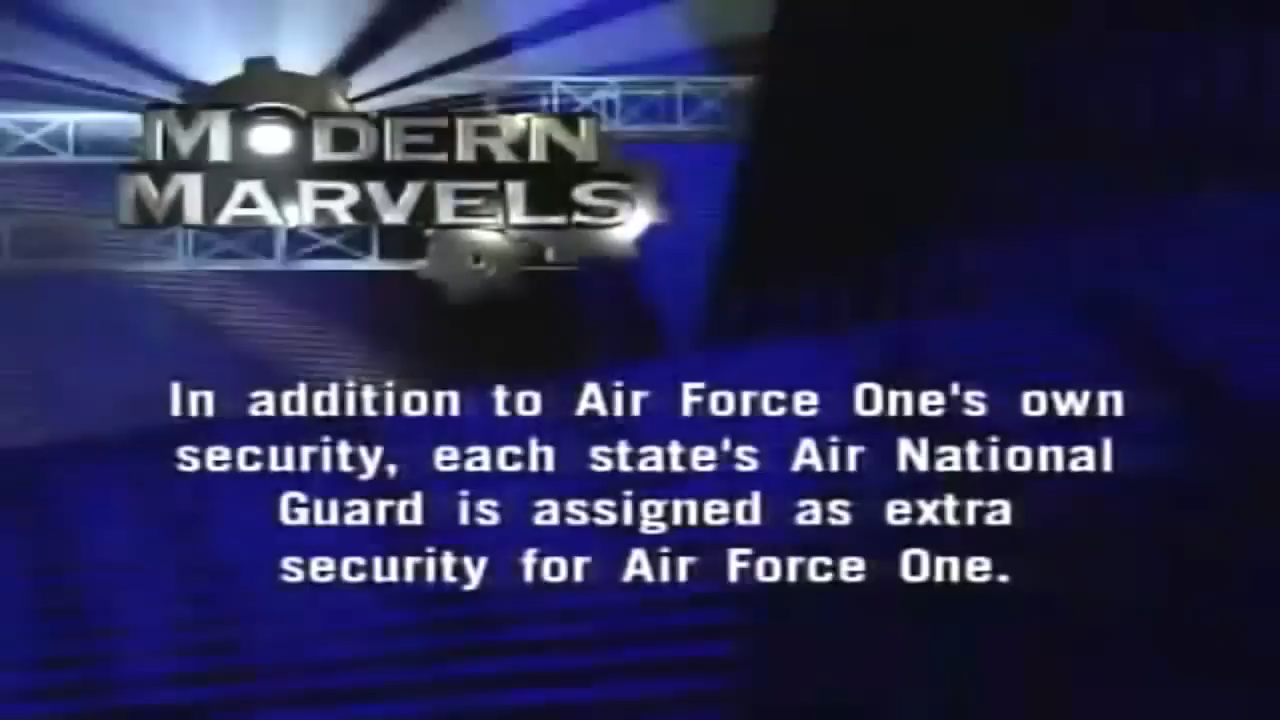 MODERN
MARVELS
In addition to Air Force One's own
security, each state's Air National
Guard is assigned as extra
security for Air Force One.